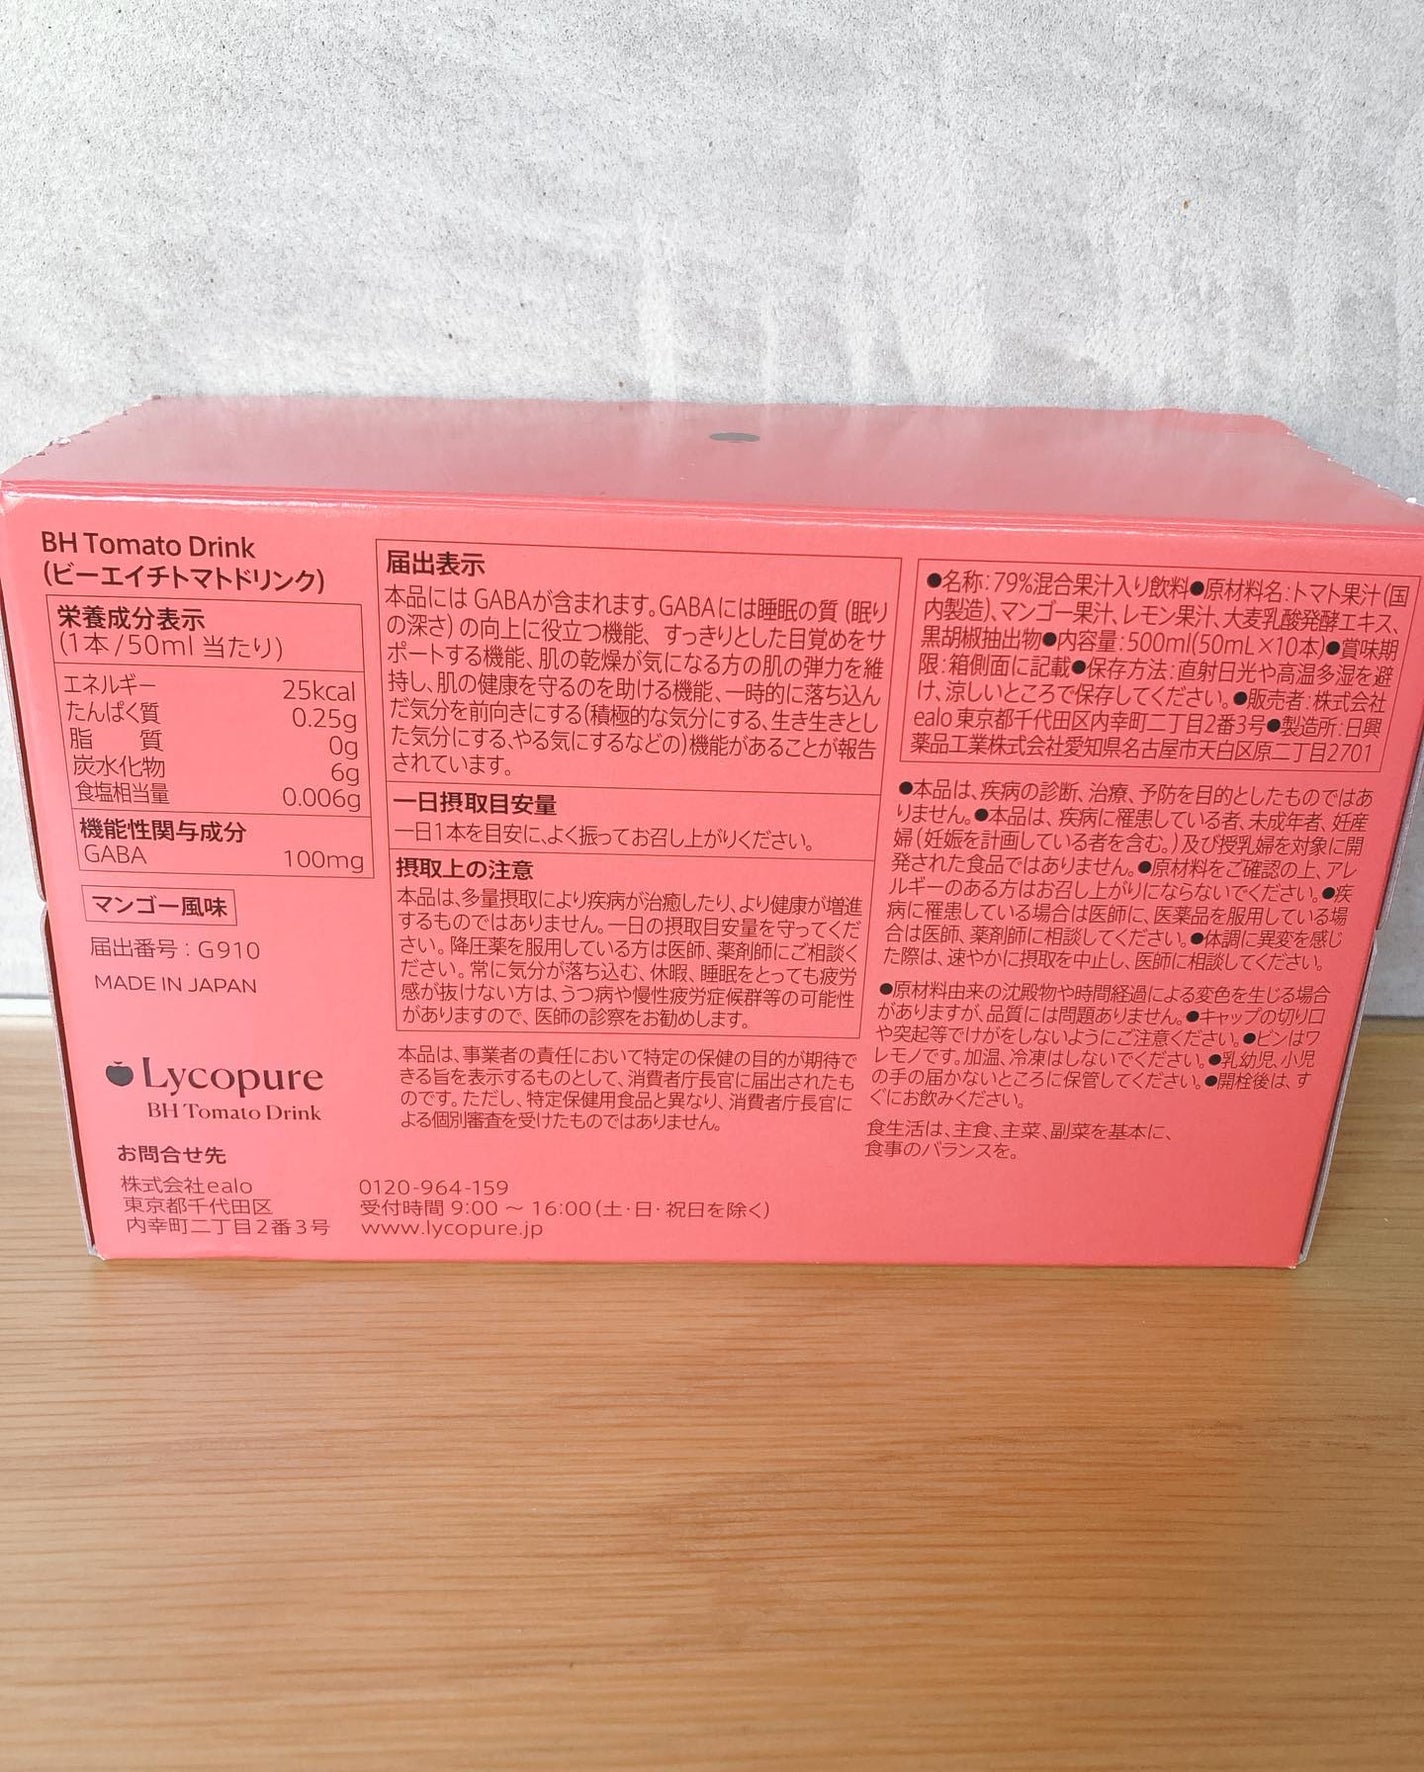 BH Tomato Drink
(ビーエイチトマトドリンク)
栄養成分表示
(1本/50ml 当たり)
エネルギー 25kcal
たんぱく質 0.25g
脂 質 0g
炭水化物 6g
食塩相当量 0.006g
機能性関与成分
GABA 100mg
マンゴー風味
届出番号:G910
MADE IN JAPAN
Lycopure
BH Tomato Drink
お問合せ先
株式会社ealo
東京都千代田区
内幸町二丁目2番3号
0120-964-159
受付時間 9:00 ~ 16:00(土・日・祝日を除く)
www.lycopure.jp
届出表示
本品には GABAが含まれます。GABAには睡眠の質 (眠り
の深さ) の向上に役立つ機能、すっきりとした目覚めをサ
ポートする機能、肌の乾燥が気になる方の肌の弾力を維
持し、肌の健康を守るのを助ける機能、一時的に落ち込ん
だ気分を前向きにする(積極的な気分にする、生き生きとし
た気分にする、やる気にするなどの)機能があることが報告
されています。
一日摂取目安量
一日1本を目安に、よく振ってお召し上がりください。
摂取上の注意
本品は、多量摂取により疾病が治癒したり、より健康が増進
するものではありません。一日の摂取目安量を守ってくだ
さい。降圧薬を服用している方は医師、薬剤師にご相談く
ださい。常に気分が落ち込む、休暇、睡眠をとっても疲労
感が抜けない方は、うつ病や慢性疲労症候群等の可能性
がありますので、医師の診察をお勧めします。
本品は、事業者の責任において特定の保健の目的が期待で
きる旨を表示するものとして、消費者庁長官に届出されたも
のです。ただし、特定保健用食品と異なり、消費者庁長官に
よる個別審査を受けたものではありません。
●名称:79%混合果汁入り飲料●原材料名:トマト果汁(国
内製造)、マンゴー果汁、レモン果汁、大麦乳酸発酵エキス、
黒胡椒抽出物●内容量:500ml(50mL×10本)●賞味期
限:箱側面に記載●保存方法:直射日光や高温多湿を避
け、涼しいところで保存してください。●販売者:株式会社
ealo 東京都千代田区内幸町二丁目2番3号●製造所:日興
薬品工業株式会社愛知県名古屋市天白区原二丁目2701
●本品は、疾病の診断、治療、予防を目的としたものではあ
りません。●本品は、疾病に罹患している者、未成年者、妊産
婦(妊娠を計画している者を含む。)及び授乳婦を対象に開
発された食品ではありません。●原材料をご確認の上、アレ
ルギーのある方はお召し上がりにならないでください。●疾
病に罹患している場合は医師に、医薬品を服用している場
合は医師、薬剤師に相談してください。●体調に異変を感じ
た際は、速やかに摂取を中止し、医師に相談してください。
●原材料由来の沈殿物や時間経過による変色を生じる場合
がありますが、品質には問題ありません。●キャップの切り口
や突起等でけがをしないようにご注意ください。●ビンはワ
レモノです。加温、冷凍はしないでください。●乳幼児、小児
の手の届かないところに保管してください。●開栓後は、す
ぐにお飲みください。
食生活は、主食、主菜、副菜を基本に、
食事のバランスを。